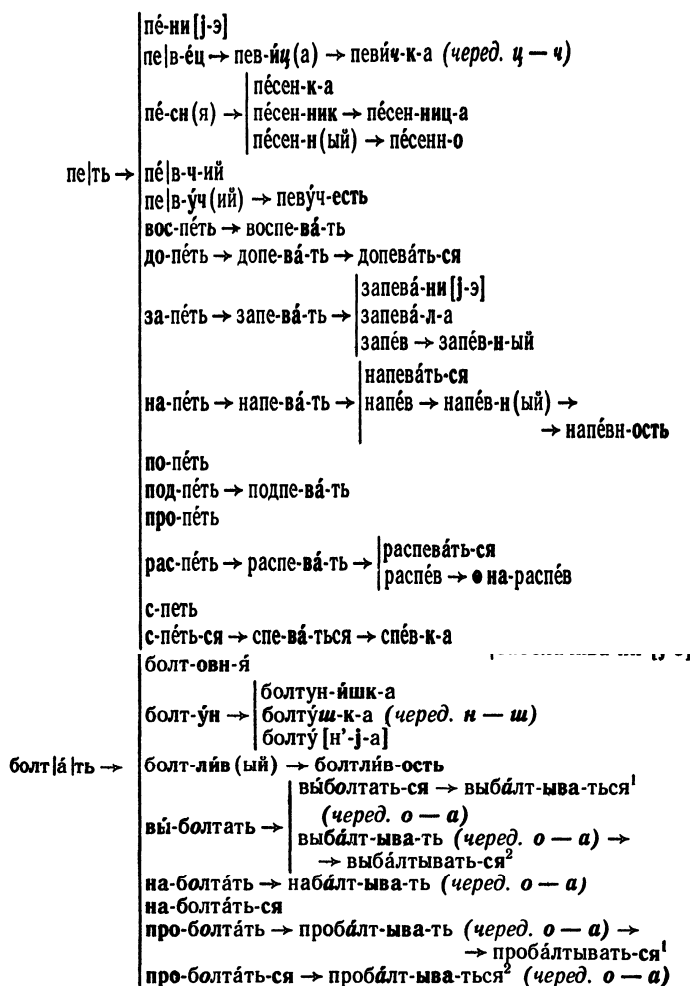 пé-ни[j-э]
пе|в-éц → пев-и́ц(а) → певи́ч-к-а (черед. ц — ч)
пéсен-к-а
пé-сн(я) → пéсен-ник → пéсен-ниц-а
пéсен-н(ый) → пéсенн-о
пе|ть → пé|в-ч-ий
пе|в-у́ч(ий) → певу́ч-есть
вос-пéть → воспе-вá-ть
до-пéть → допе-вá-ть → допевáть-ся
запевá-ни[j-э]
за-пéть → запе-вá-ть → запевá-л-а
запéв → запéв-н-ый
напевáть-ся
на-пéть → напе-вá-ть → напéв → напéв-н(ый) →
→ напéвн-ость
по-пéть
под-пéть → подпе-вá-ть
про-пéть
распевáть-ся
рас-пéть → распе-вá-ть → распéв → ● на-распéв
с-петь
с-пéть-ся → спе-вá-ться → спéв-к-а
болт-овн-я́
болтун-и́шк-а
болт-у́н → болту́ш-к-а (черед. н — ш)
болту́[н’-j-а]
болт|á|ть → болт-ли́в(ый) → болтли́в-ость
вы́болтать-ся → выбáлт-ыва-ться¹
(черед. о — а)
вы́-болтать → выбáлт-ыва-ть (черед. о — а) →
→ выбáлтывать-ся²
на-болтáть → набáлт-ыва-ть (черед. о — а)
на-болтáть-ся
про-болтáть → пробáлт-ыва-ть (черед. о — а) →
→ пробáлтывать-ся¹
про-болтáть-ся → пробáлт-ыва-ться² (черед. о — а)